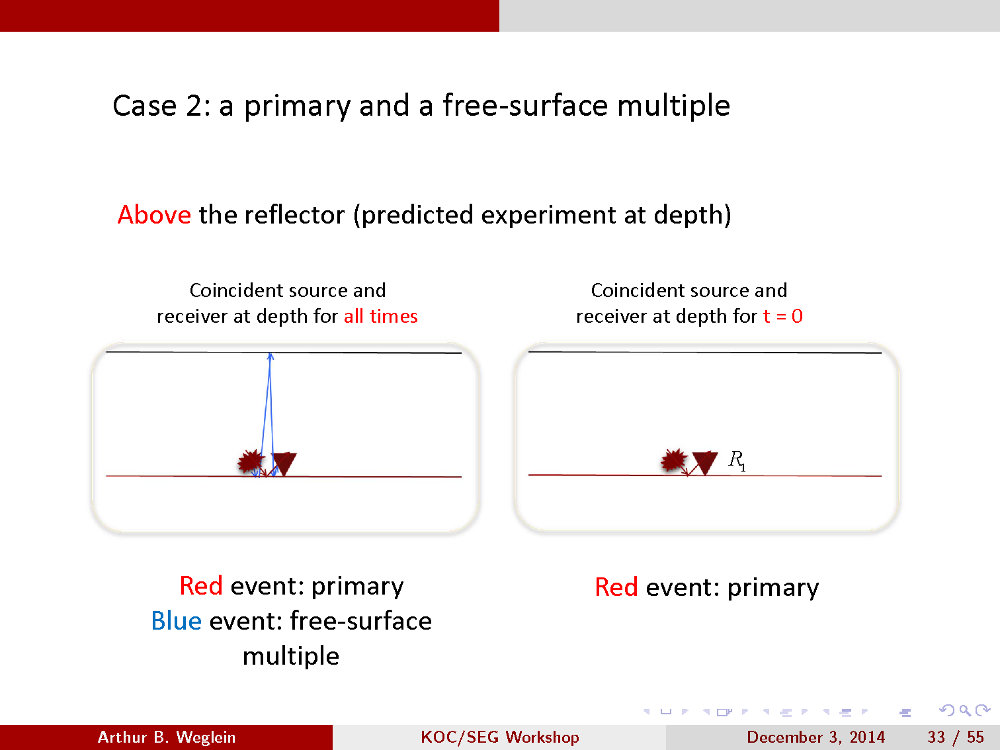 Case 2: a primary and a free-surface multiple
Above the reflector (predicted experiment at depth)
Coincident source and
receiver at depth for all times
Coincident source and
receiver at depth for t = 0
R1
Red event: primary
Blue event: free-surface
multiple
Red event: primary
Arthur B. Weglein
KOC/SEG Workshop
December 3, 2014
33 / 55